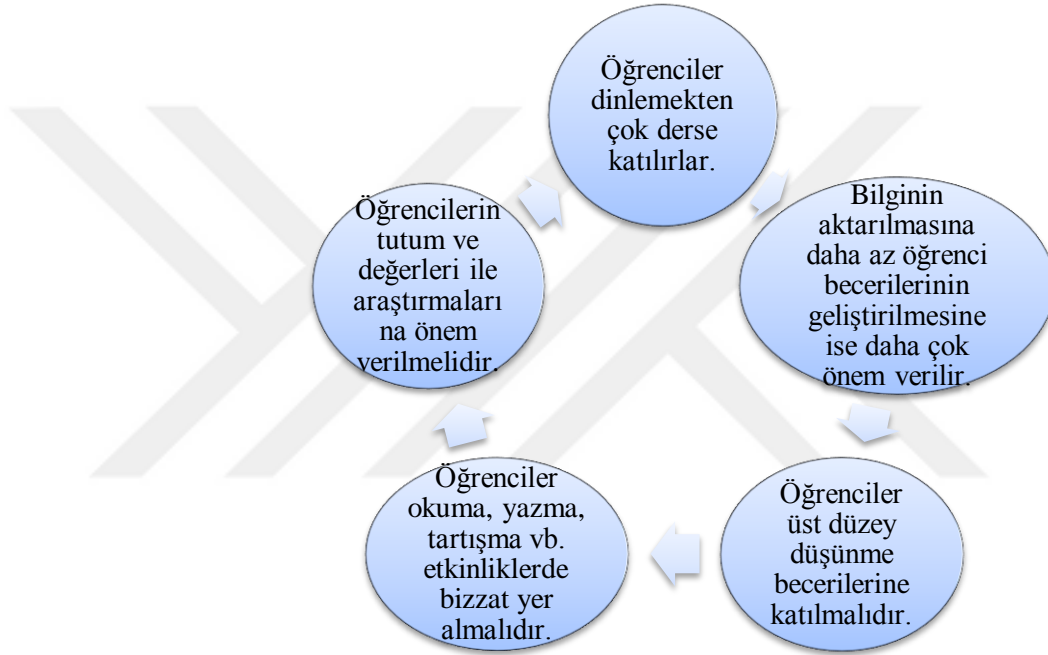 Öğrenciler
dinlemekten
çok derse
katılırlar.
Bilginin
aktarılmasına
daha az öğrenci
becerilerinin
geliştirilmesine
ise daha çok
önem verilir.
Öğrenciler
üst düzey
düşünme
becerilerine
katılmalıdır.
Öğrenciler
okuma, yazma,
tartışma vb.
etkinliklerde
bizzat yer
almalıdır.
Öğrencilerin
tutum ve
değerleri ile
araştırmaları
na önem
verilmelidir.